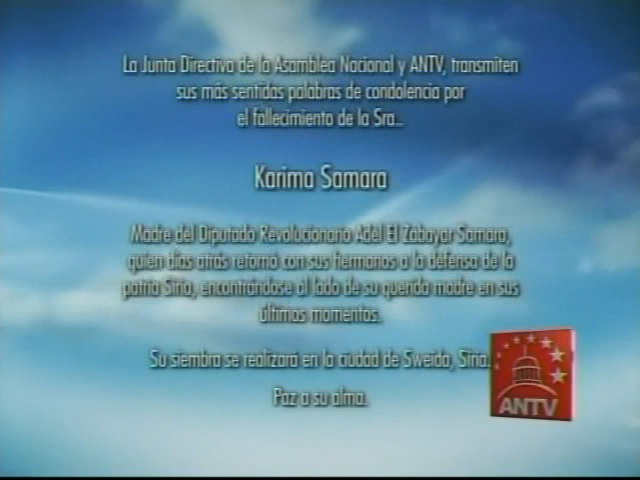 La Junta Directiva de la Asamblea Nacional y ANTV, transmiten
sus más sentidas palabras de condolencia por
el fallecimiento de la Sra...
Karima Samara
Madre del Diputado Revolucionario Adel El Zabayar Samara,
quien días atrás retornó con sus hermanos a la defensa de la
patria Siria, encontrándose al lado de su querida madre en sus
últimos momentos.
Su siembra se realizará en la ciudad de Sweida, Siria.
Paz a su alma.
ANTV